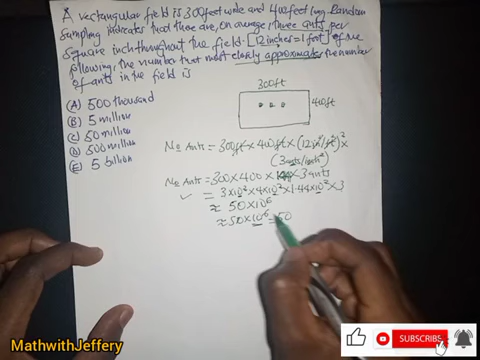 A rectangular field is 300 feet wide and 400 feet long. Random
sampling indicates that there are, on average, three ants per
square inch throughout the field. [12 inches = 1 foot] of the
following, the number that most closely approximates the number
of ants in the field is
(A) 500 thousand
(B) 5 million
(C) 50 million
(D) 500 million
(E) 5 billion
300ft
400ft
No Ants = 300ft × 400ft × (12in/ft)² ×
(3ants/inch²)
No Ants = 300 × 400 × 144 × 3 ants
= 3 × 10² × 4 × 10² × 1.44 × 10² × 3
≈ 50 × 10⁶
≈ 50 × 10⁶ = 50
MathwithJeffery
SUBSCRIBE